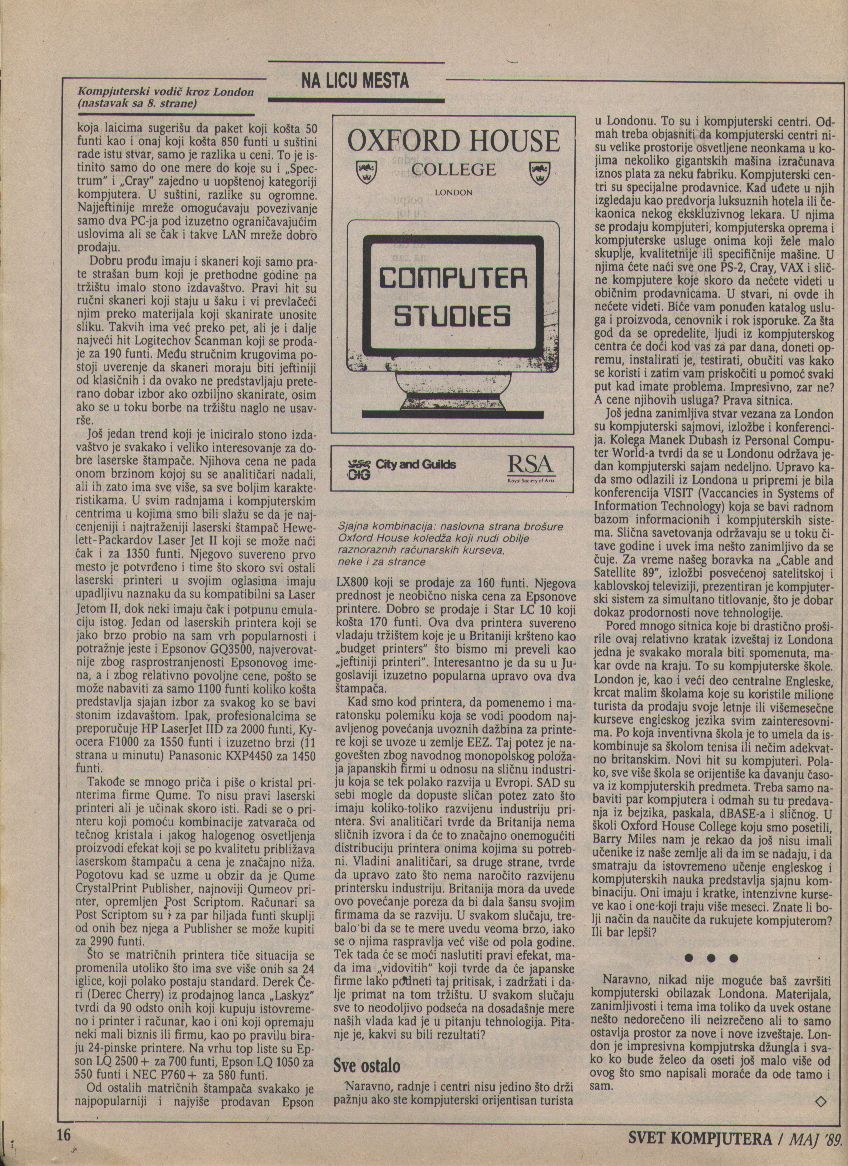 NA LICU MESTA
Kompjuterski vodič kroz London
(nastavak sa 8. strane)
koja laicima sugerišu da paket koji košta 50
funti kao i onaj koji košta 850 funti u suštini
rade istu stvar, samo je razlika u ceni. To je is-
tinito samo do one mere do koje su i „Spec-
trum" i „Cray" zajedno u uopštenoj kategoriji
kompjutera. U suštini, razlike su ogromne.
Najjeftinije mreže omogućavaju povezivanje
samo dva PC-ja pod izuzetno ograničavajućim
uslovima ali se čak i takve LAN mreže dobro
prodaju.
Dobru prođu imaju i skaneri koji samo pra-
te strašan bum koji je prethodne godine na
tržištu imalo stono izdavaštvo. Pravi hit su
ručni skaneri koji staju u šaku i vi prevlačeći
njim preko materijala koji skanirate unosite
sliku. Takvih ima već preko pet, ali je i dalje
najveći hit Logitechov Scanman koji se proda-
je za 190 funti. Među stručnim krugovima po-
stoji uverenje da skaneri moraju biti jeftiniji
od klasičnih i da ovako ne predstavljaju prete-
rano dobar izbor ako ozbiljno skanirate, osim
ako se u toku borbe na tržištu naglo ne usav-
rše.
Još jedan trend koji je iniciralo stono izda-
vaštvo je svakako i veliko interesovanje za do-
bre laserske štampače. Njihova cena ne pada
onom brzinom kojoj su se analitičari nadali,
ali ih zato ima sve više, sa sve boljim karakte-
ristikama. U svim radnjama i kompjuterskim
centrima u kojima smo bili slažu se da je naj-
cenjeniji i najtraženiji laserski štampač Hewe-
lett-Packardov Laser Jet II koji se može naći
čak i za 1350 funti. Njegovo suvereno prvo
mesto je potvrđeno i time što skoro svi ostali
laserski printeri u svojim oglasima imaju
upadljivu naznaku da su kompatibilni sa Laser
Jetom II, dok neki imaju čak i potpunu emula-
ciju istog. Jedan od laserskih printera koji se
jako brzo probio na sam vrh popularnosti i
potražnje jeste i Epsonov GQ3500, najverovat-
nije zbog rasprostranjenosti Epsonovog ime-
na, a i zbog relativno povoljne cene, pošto se
može nabaviti za samo 1100 funti koliko košta
predstavlja sjajan izbor za svakog ko se bavi
stonim izdavaštom. Ipak, profesionalcima se
preporučuje HP LaserJet IID za 2000 funti, Ky-
ocera F1000 za 1550 funti i izuzetno brzi (11
strana u minutu) Panasonic KXP4450 za 1450
funti.
Takođe se mnogo priča i piše o kristal pri-
nterima firme Qume. To nisu pravi laserski
printeri ali je učinak skoro isti. Radi se o pri-
nteru koji pomoću kombinacije zatvarača od
tečnog kristala i jakog halogenog osvetljenja
proizvodi efekat koji se po kvalitetu približava
laserskom štampaču a cena je značajno niža.
Pogotovu kad se uzme u obzir da je Qume
CrystalPrint Publisher, najnoviji Qumeov pri-
nter, opremljen Post Scriptom. Računari sa
Post Scriptom su i za par hiljada funti skuplji
od onih bez njega a Publisher se može kupiti
za 2990 funti.
Što se matričnih printera tiče situacija se
promenila utoliko što ima sve više onih sa 24
iglice, koji polako postaju standard. Derek Če-
ri (Derec Cherry) iz prodajnog lanca „Laskyz"
tvrdi da 90 odsto onih koji kupuju istovreme-
no i printer i računar, kao i oni koji opremaju
neki mali biznis ili firmu, kao po pravilu bira-
ju 24-pinske printere. Na vrhu top liste su Ep-
son LQ 2500+ za 700 funti, Epson LQ 1050 za
550 funti i NEC P760+ za 580 funti.
Od ostalih matričnih štampača svakako je
najpopularniji i najviše prodavan Epson
OXFORD HOUSE
COLLEGE
LONDON
COMPUTER
STUDIES
City and Guilds
RSA
Royal Society of Arts
Sjajna kombinacija: naslovna strana brošure
Oxford House koledža koji nudi obilje
raznoraznih računarskih kurseva,
neke i za strance
LX800 koji se prodaje za 160 funti. Njegova
prednost je neobično niska cena za Epsonove
printere. Dobro se prodaje i Star LC 10 koji
košta 170 funti. Ova dva printera suvereno
vladaju tržištem koje je u Britaniji kršteno kao
„budget printers" što bismo mi preveli kao
„jeftiniji printeri". Interesantno je da su u Ju-
goslaviji izuzetno popularna upravo ova dva
štampača.
Kad smo kod printera, da pomenemo i ma-
ratonsku polemiku koja se vodi poodom naj-
avljenog povećanja uvoznih dažbina za printe-
re koji se uvoze u zemlje EEZ. Taj potez je na-
govešten zbog navodnog monopolskog položa-
ja japanskih firmi u odnosu na sličnu industri-
ju koja se tek polako razvija u Evropi. SAD su
sebi mogle da dopuste sličan potez zato što
imaju koliko-toliko razvijenu industriju pri-
ntera. Svi analitičari tvrde da Britanija nema
sličnih izvora i da će to značajno onemogućiti
distribuciju printera onima kojima su potreb-
ni. Vladini analitičari, sa druge strane, tvrde
da upravo zato što nema naročito razvijenu
printersku industriju. Britanija mora da uvede
ovo povećanje poreza da bi dala šansu svojim
firmama da se razviju. U svakom slučaju, tre-
balo bi da se te mere uvedu veoma brzo, iako
se o njima raspravlja već više od pola godine.
Tek tada će se moći naslutiti pravi efekat, ma-
da ima „vidovitih" koji tvrde da će japanske
firme lako podneti taj pritisak, i zadržati i da-
lje primat na tom tržištu. U svakom slučaju
sve to neodoljivo podseća na dosadašnje mere
naših vlada kad je u pitanju tehnologija. Pita-
nje je, kakvi su bili rezultati?
Sve ostalo
Naravno, radnje i centri nisu jedino što drži
pažnju ako ste kompjuterski orijentisan turista
u Londonu. To su i kompjuterski centri. Od-
mah treba objasniti da kompjuterski centri ni-
su velike prostorije osvetljene neonkama u ko-
jima nekoliko gigantskih mašina izračunava
iznos plata za neku fabriku. Kompjuterski cen-
tri su specijalne prodavnice. Kad uđete u njih
izgledaju kao predvorja luksuznih hotela ili če-
kaonica nekog ekskluzivnog lekara. U njima
se prodaju kompjuteri, kompjuterska oprema i
kompjuterske usluge onima koji žele malo
skuplje, kvalitetnije ili specifičnije mašine. U
njima ćete naći sve one PS-2, Cray, VAX i slič-
ne kompjutere koje skoro da nećete videti u
običnim prodavnicama. U stvari, ni ovde ih
nećete videti. Biće vam ponuđen katalog uslu-
ga i proizvoda, cenovnik i rok isporuke. Za šta
god da se opredelite, ljudi iz kompjuterskog
centra će doći kod vas za par dana, doneti op-
remu, instalirati je, testirati, obučiti vas kako
se koristi i zatim vam priskočiti u pomoć svaki
put kad imate problema. Impresivno, zar ne?
A cene njihovih usluga? Prava sitnica.
Još jedna zanimljiva stvar vezana za London
su kompjuterski sajmovi, izložbe i konferenci-
ja. Kolega Manek Dubash iz Personal Compu-
ter World-a tvrdi da se u Londonu održava je-
dan kompjuterski sajam nedeljno. Upravo ka-
da smo odlazili iz Londona u pripremi je bila
konferencija VISIT (Vaccancies in Systems of
Information Technology) koja se bavi radnom
bazom informacionih i kompjuterskih siste-
ma. Slična savetovanja održavaju se u toku či-
tave godine i uvek ima nešto zanimljivo da se
čuje. Za vreme našeg boravka na „Cable and
Satellite 89", izložbi posvećenoj satelitskoj i
kablovskoj televiziji, prezentiran je kompjuter-
ski sistem za simultano titlovanje, što je dobar
dokaz prodornosti nove tehnologije.
Pored mnogo sitnica koje bi drastično proši-
rile ovaj relativno kratak izveštaj iz Londona
jedna je svakako morala biti spomenuta, ma-
kar ovde na kraju. To su kompjuterske škole.
London je, kao i veći deo centralne Engleske,
krcat malim školama koje su koristile milione
turista da prodaju svoje letnje ili višemesečne
kurseve engleskog jezika svim zainteresovni-
ma. Po koja inventivna škola je to umela da is-
kombinuje sa školom tenisa ili nečim adekvat-
no britanskim. Novi hit su kompjuteri. Pola-
ko, sve više škola se orijentiše ka davanju časo-
va iz kompjuterskih predmeta. Treba samo na-
baviti par kompjutera i odmah su tu predava-
nja iz bejzika, paskala, dBASE-a i sličnog. U
školi Oxford House College koju smo posetili,
Barry Miles nam je rekao da još nisu imali
učenike iz naše zemlje ali da im se nadaju, i da
smatraju da istovremeno učenje engleskog i
kompjuterskih nauka predstavlja sjajnu kom-
binaciju. Oni imaju i kratke, intenzivne kurse-
ve kao i one koji traju više meseci. Znate li bo-
lji način da naučite da rukujete kompjuterom?
Ili bar lepši?
Naravno, nikad nije moguće baš završiti
kompjuterski obilazak Londona. Materijala,
zanimljivosti i tema ima toliko da uvek ostane
nešto nedorečeno ili neizrečeno ali to samo
ostavlja prostor za nove i nove izveštaje. Lon-
don je impresivna kompjutrska džungla i sva-
ko ko bude želeo da oseti još malo više od
ovog što smo napisali moraće da ode tamo i
sam.
16
SVET KOMPJUTERA / MAJ '89.